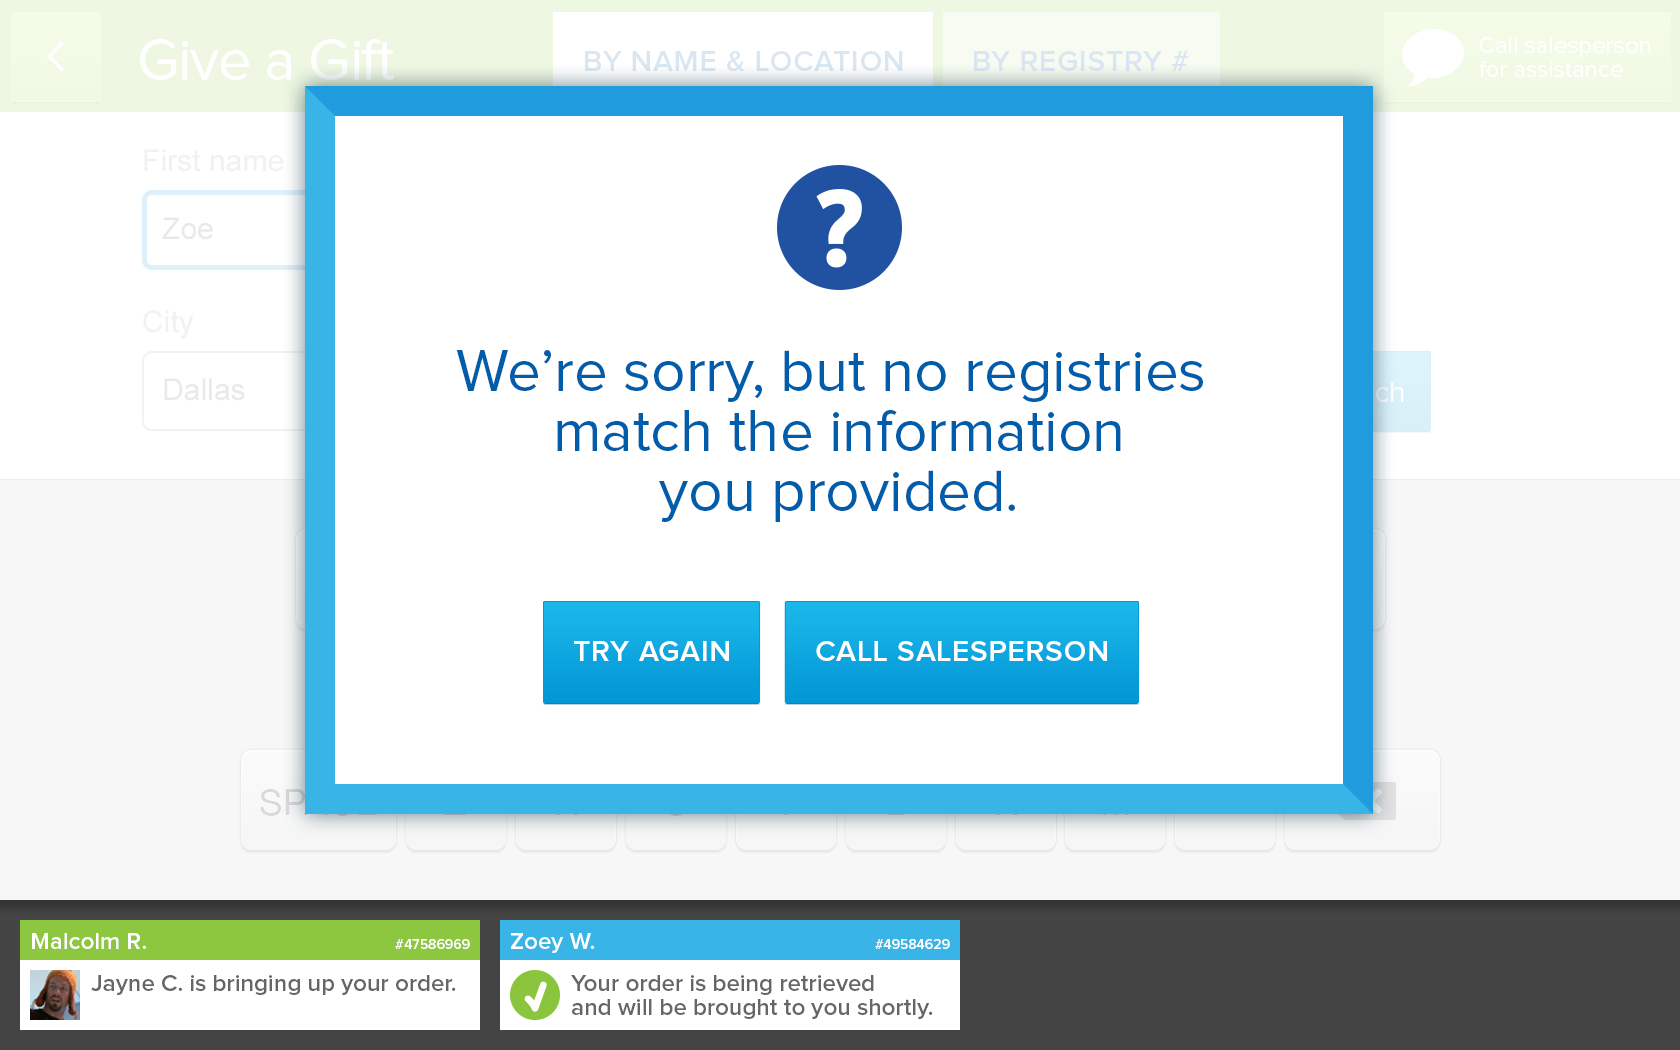 Give a Gift
BY NAME & LOCATION
BY REGISTRY #
Call salesperson
for assistance
First name
Zoe
City
Dallas
?
We’re sorry, but no registries
match the information
you provided.
TRY AGAIN
CALL SALESPERSON
Malcolm R.
#47586969
Jayne C. is bringing up your order.
Zoey W.
#49584629
Your order is being retrieved
and will be brought to you shortly.